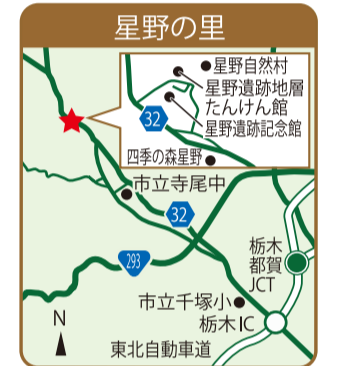 星野の里
星野自然村
星野遺跡地層
たんけん館
星野遺跡記念館
32
四季の森星野
市立寺尾中
32
293
栃木
都賀
JCT
市立千塚小
栃木IC
N
東北自動車道